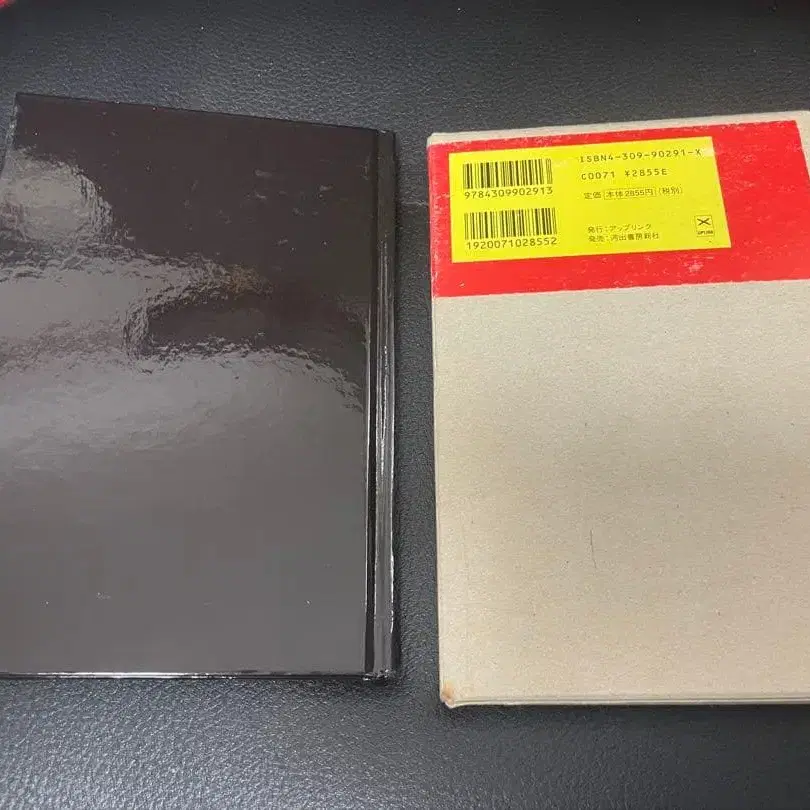 ISBN4-309-90291-X
C0071 ¥2855E
9784309902913
定価 本体2855円 (税別)
1920071028552
発行:アップリンク
発売:河出書房新社
UPLINK